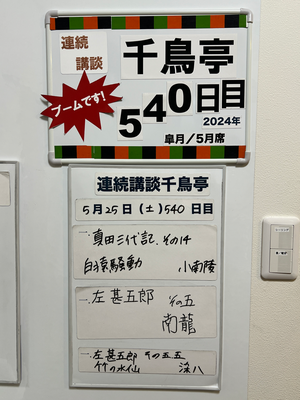 連続
講談
千鳥亭
ブームです!
540日目
2024年
皐月/5月席
連続講談千鳥亭
5月25日(土)540日目
一.真田三代記 その14
白猿騒動 小南陵
一.左甚五郎 その五
南龍
一.左甚五郎 その五.五
竹の水仙 渓八